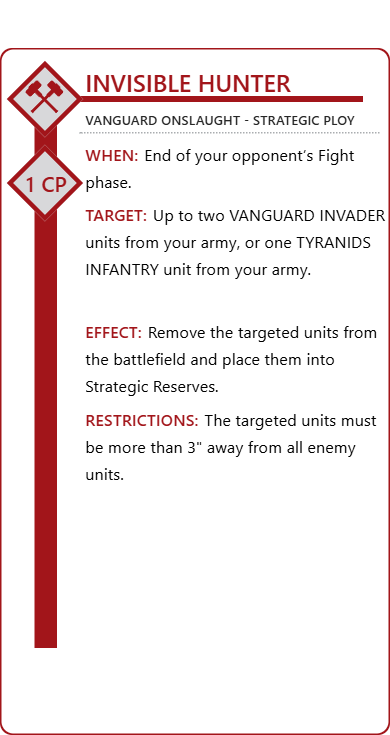 INVISIBLE HUNTER
VANGUARD ONSLAUGHT - STRATEGIC PLOY
1 CP
WHEN: End of your opponent's Fight
phase.
TARGET: Up to two VANGUARD INVADER
units from your army, or one TYRANIDS
INFANTRY unit from your army.
EFFECT: Remove the targeted units from
the battlefield and place them into
Strategic Reserves.
RESTRICTIONS: The targeted units must
be more than 3" away from all enemy
units.